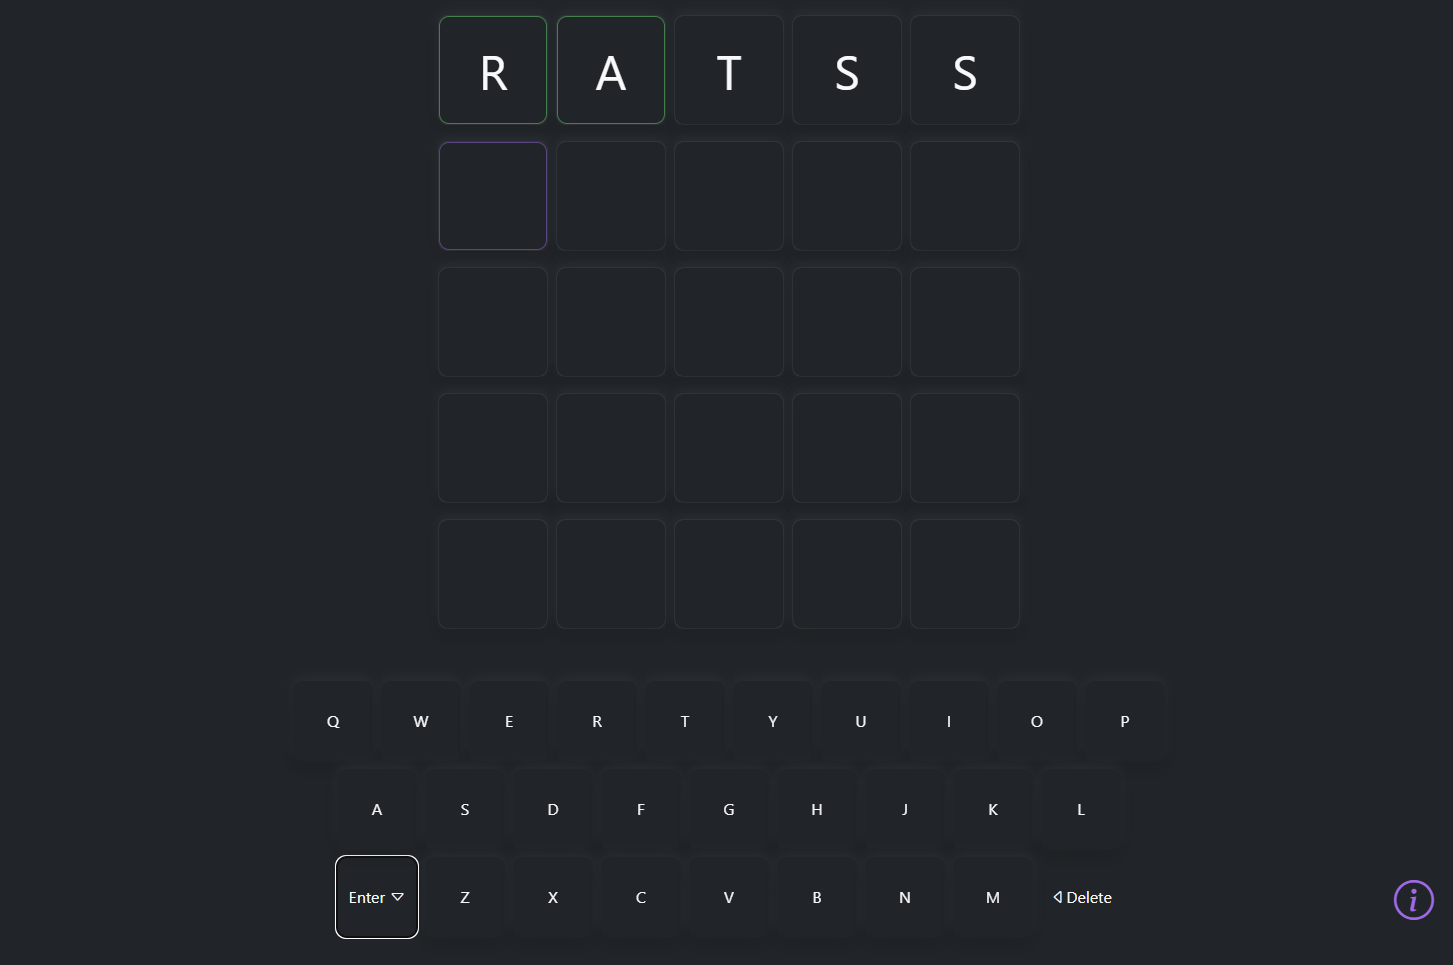 R A T S S
Q W E R T Y U I O P
A S D F G H J K L
Enter Z X C V B N M Delete
i